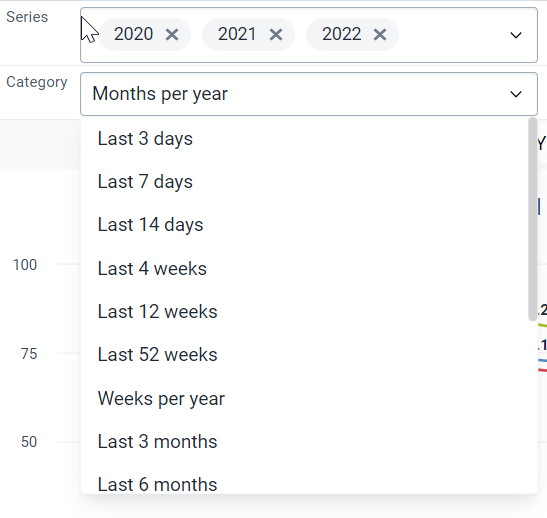 Series
2020 2021 2022
Category
Months per year
Last 3 days
Y
Last 7 days
Last 14 days
100
Last 4 weeks
Last 12 weeks
.2
.1
75
Last 52 weeks
Weeks per year
50
Last 3 months
Last 6 months